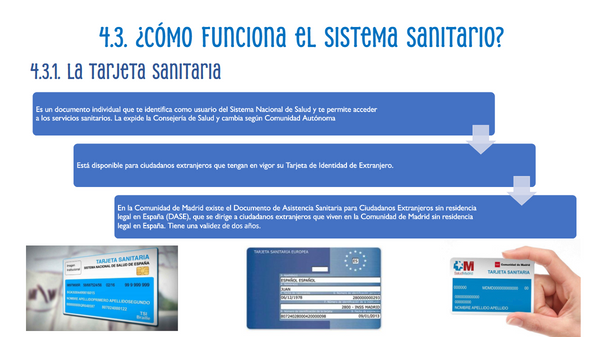 4.3. ¿Cómo funciona el sistema sanitario?
4.3.1. La tarjeta sanitaria
Es un documento individual que te identifica como usuario del Sistema Nacional de Salud y te permite acceder
a los servicios sanitarios. La expide la Consejería de Salud y cambia según Comunidad Autónoma
Está disponible para ciudadanos extranjeros que tengan en vigor su Tarjeta de Identidad de Extranjero.
En la Comunidad de Madrid existe el Documento de Asistencia Sanitaria para Ciudadanos Extranjeros sin residencia
legal en España (DASE), que se dirige a ciudadanos extranjeros que viven en la Comunidad de Madrid sin residencia
legal en España. Tiene una validez de dos años.
TARJETA SANITARIA
SISTEMA NACIONAL DE SALUD DE ESPAÑA
TARJETA SANITARIA EUROPEA
ESPAÑOL ESPAÑOL
JUAN
06/12/1978
Comunidad de Madrid
TARJETA SANITARIA
NOMBRE APELLIDO APELLIDO